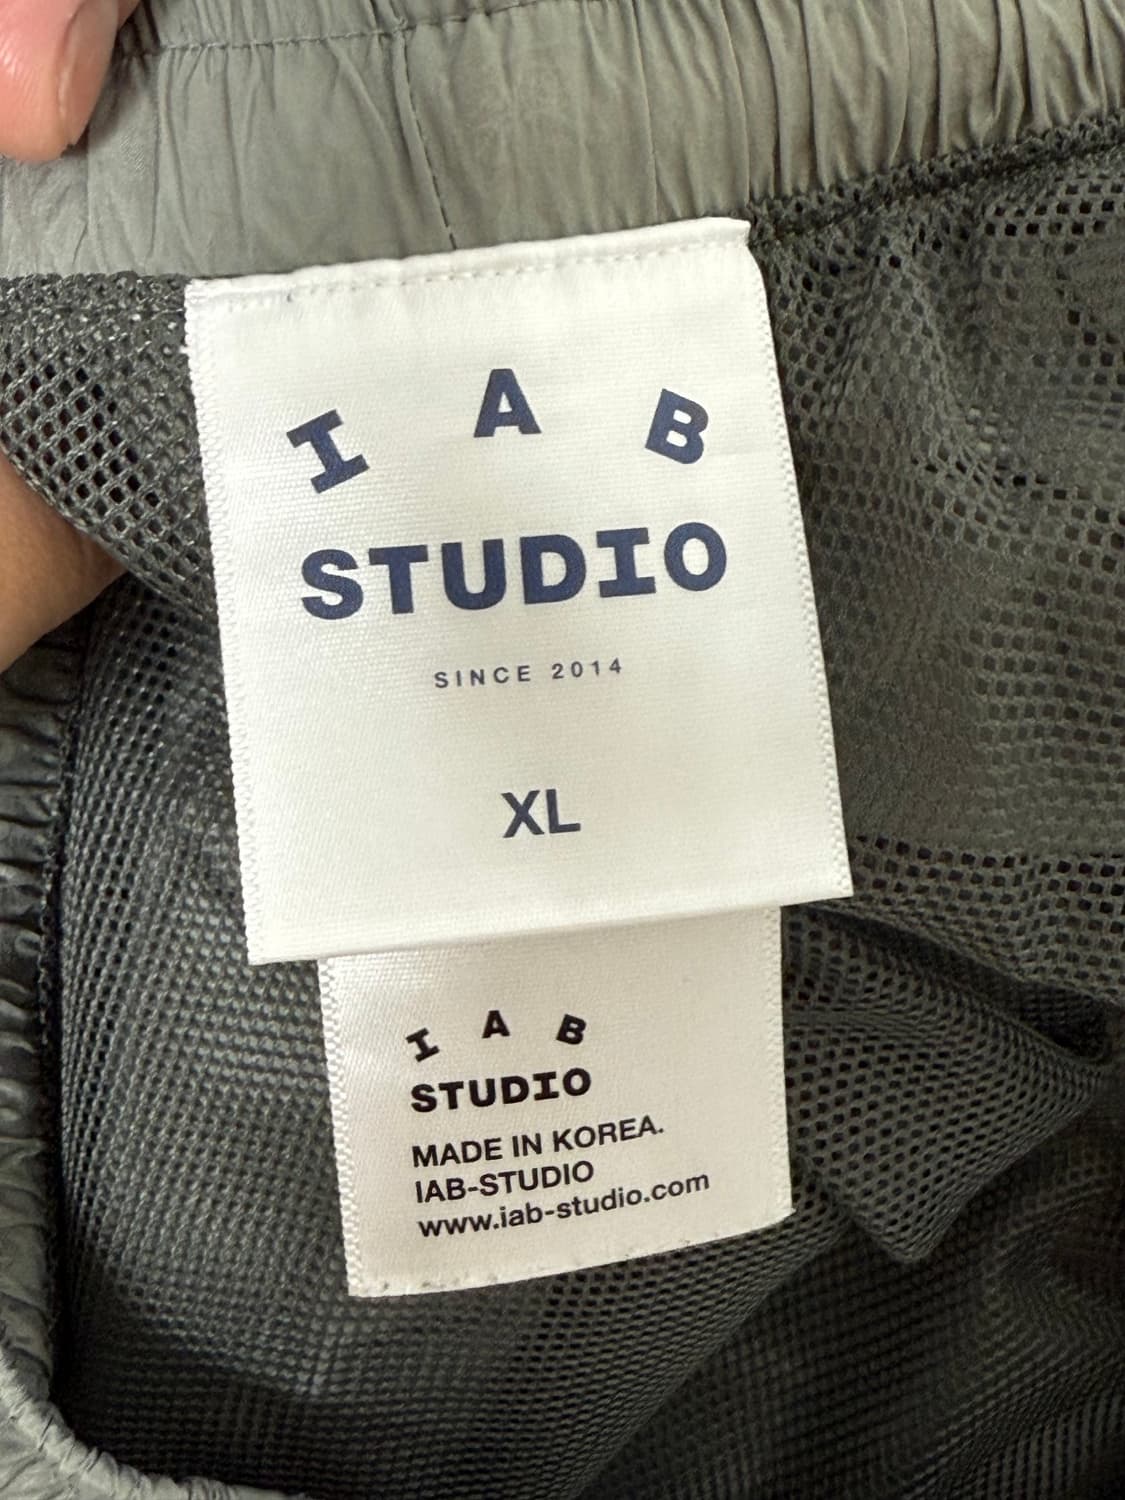 I A B
STUDIO
SINCE 2014
XL
I A B
STUDIO
MADE IN KOREA.
IAB-STUDIO
www.iab-studio.com